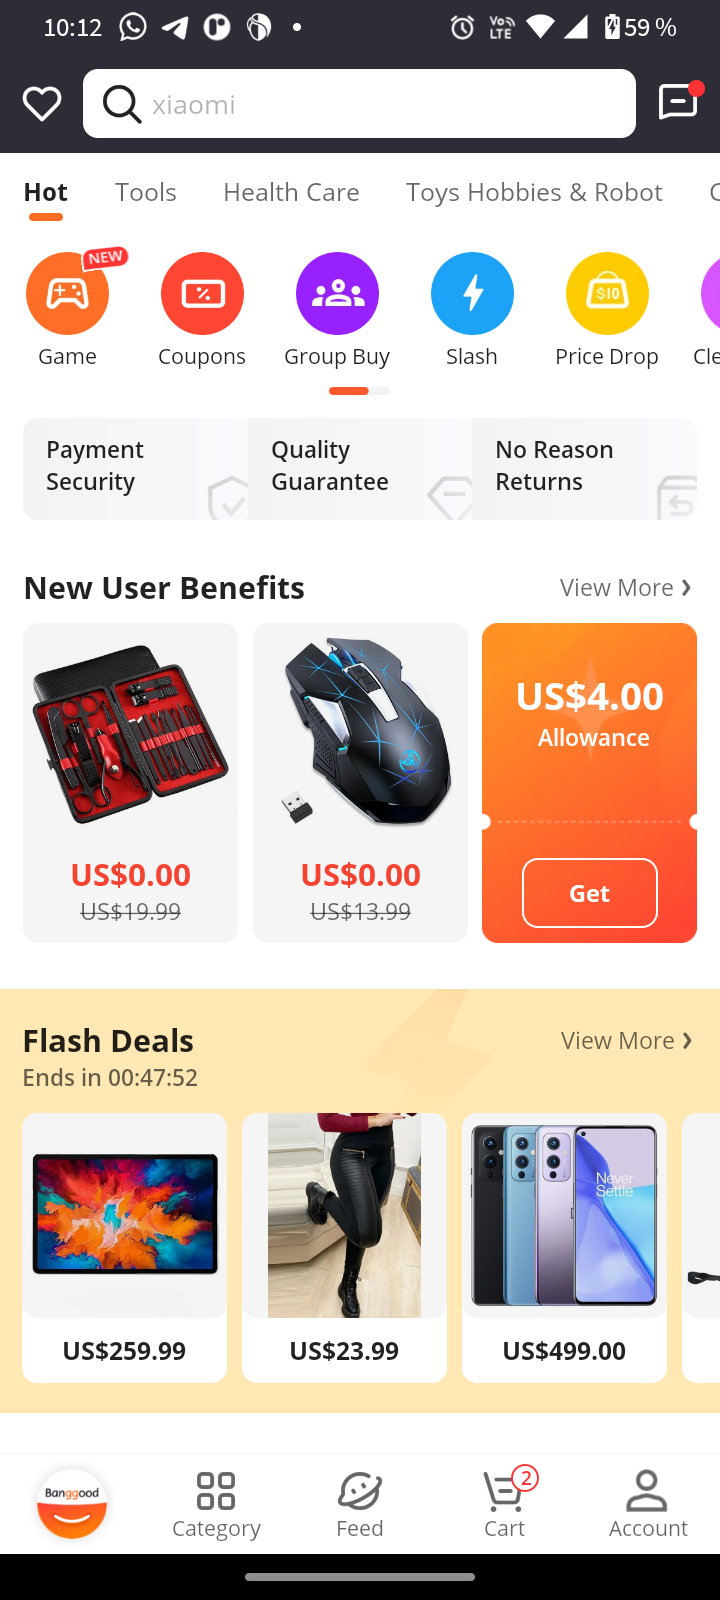 10:12
Vo
LTE
59 %
xiaomi
Hot
Tools
Health Care
Toys Hobbies & Robot
NEW
$10
Game
Coupons
Group Buy
Slash
Price Drop
Cle
Payment
Security
Quality
Guarantee
No Reason
Returns
New User Benefits
View More
US$0.00
US$19.99
US$0.00
US$13.99
US$4.00
Allowance
Get
Flash Deals
View More
Ends in 00:47:52
Never
Settle
US$259.99
US$23.99
US$499.00
Banggood
Category
Feed
2
Cart
Account